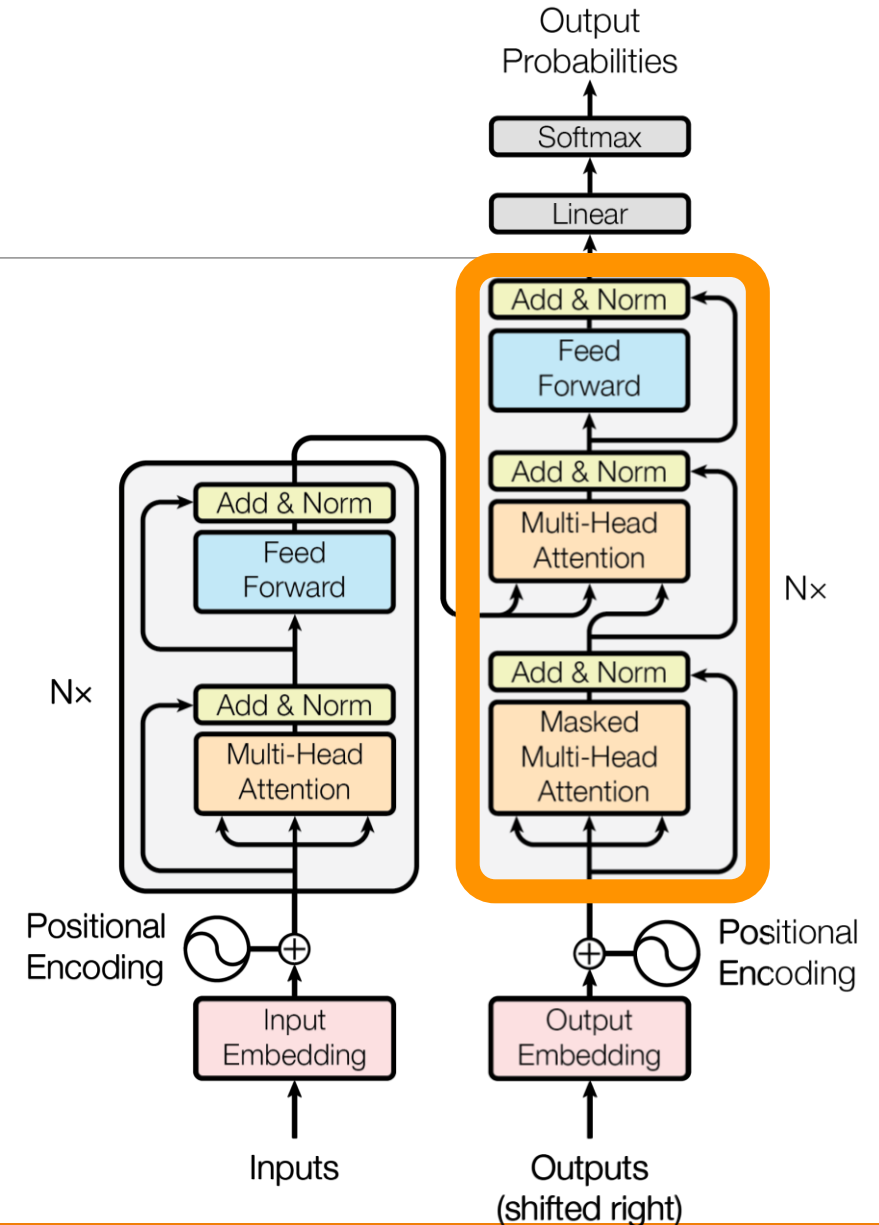 Output
Probabilities
Softmax
Linear
Add & Norm
Feed
Forward
Add & Norm
Multi-Head
Attention
Nx
Add & Norm
Masked
Multi-Head
Attention
Add & Norm
Feed
Forward
Nx
Add & Norm
Multi-Head
Attention
Positional
Encoding
Positional
Encoding
Input
Embedding
Output
Embedding
Inputs
Outputs
(shifted right)